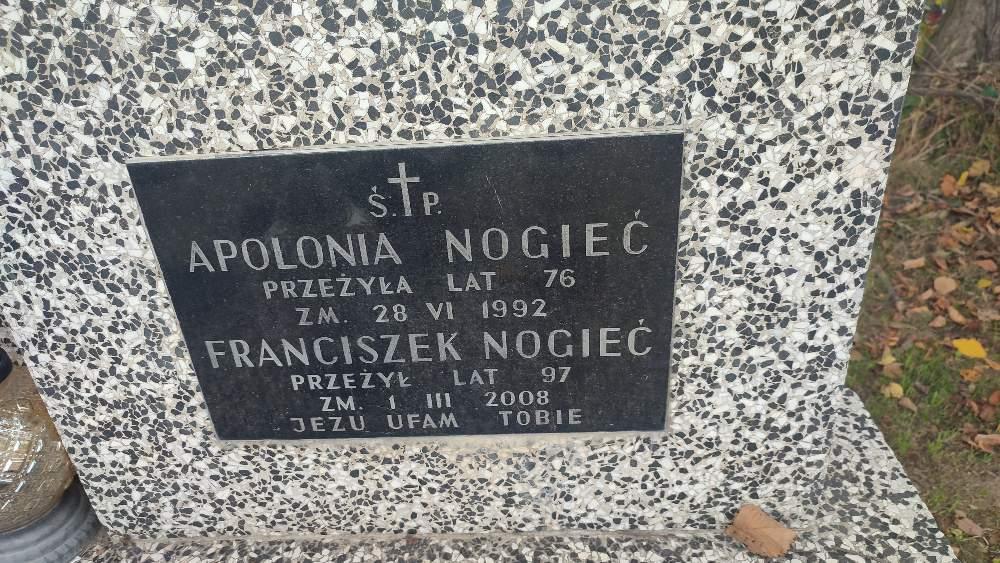 Ś.P.
APOLONIA NOGIEĆ
PRZEŻYŁA LAT 76
ZM. 28 VI 1992
FRANCISZEK NOGIEĆ
PRZEŻYŁ LAT 97
ZM. 1 III 2008
JEZU UFAM TOBIE